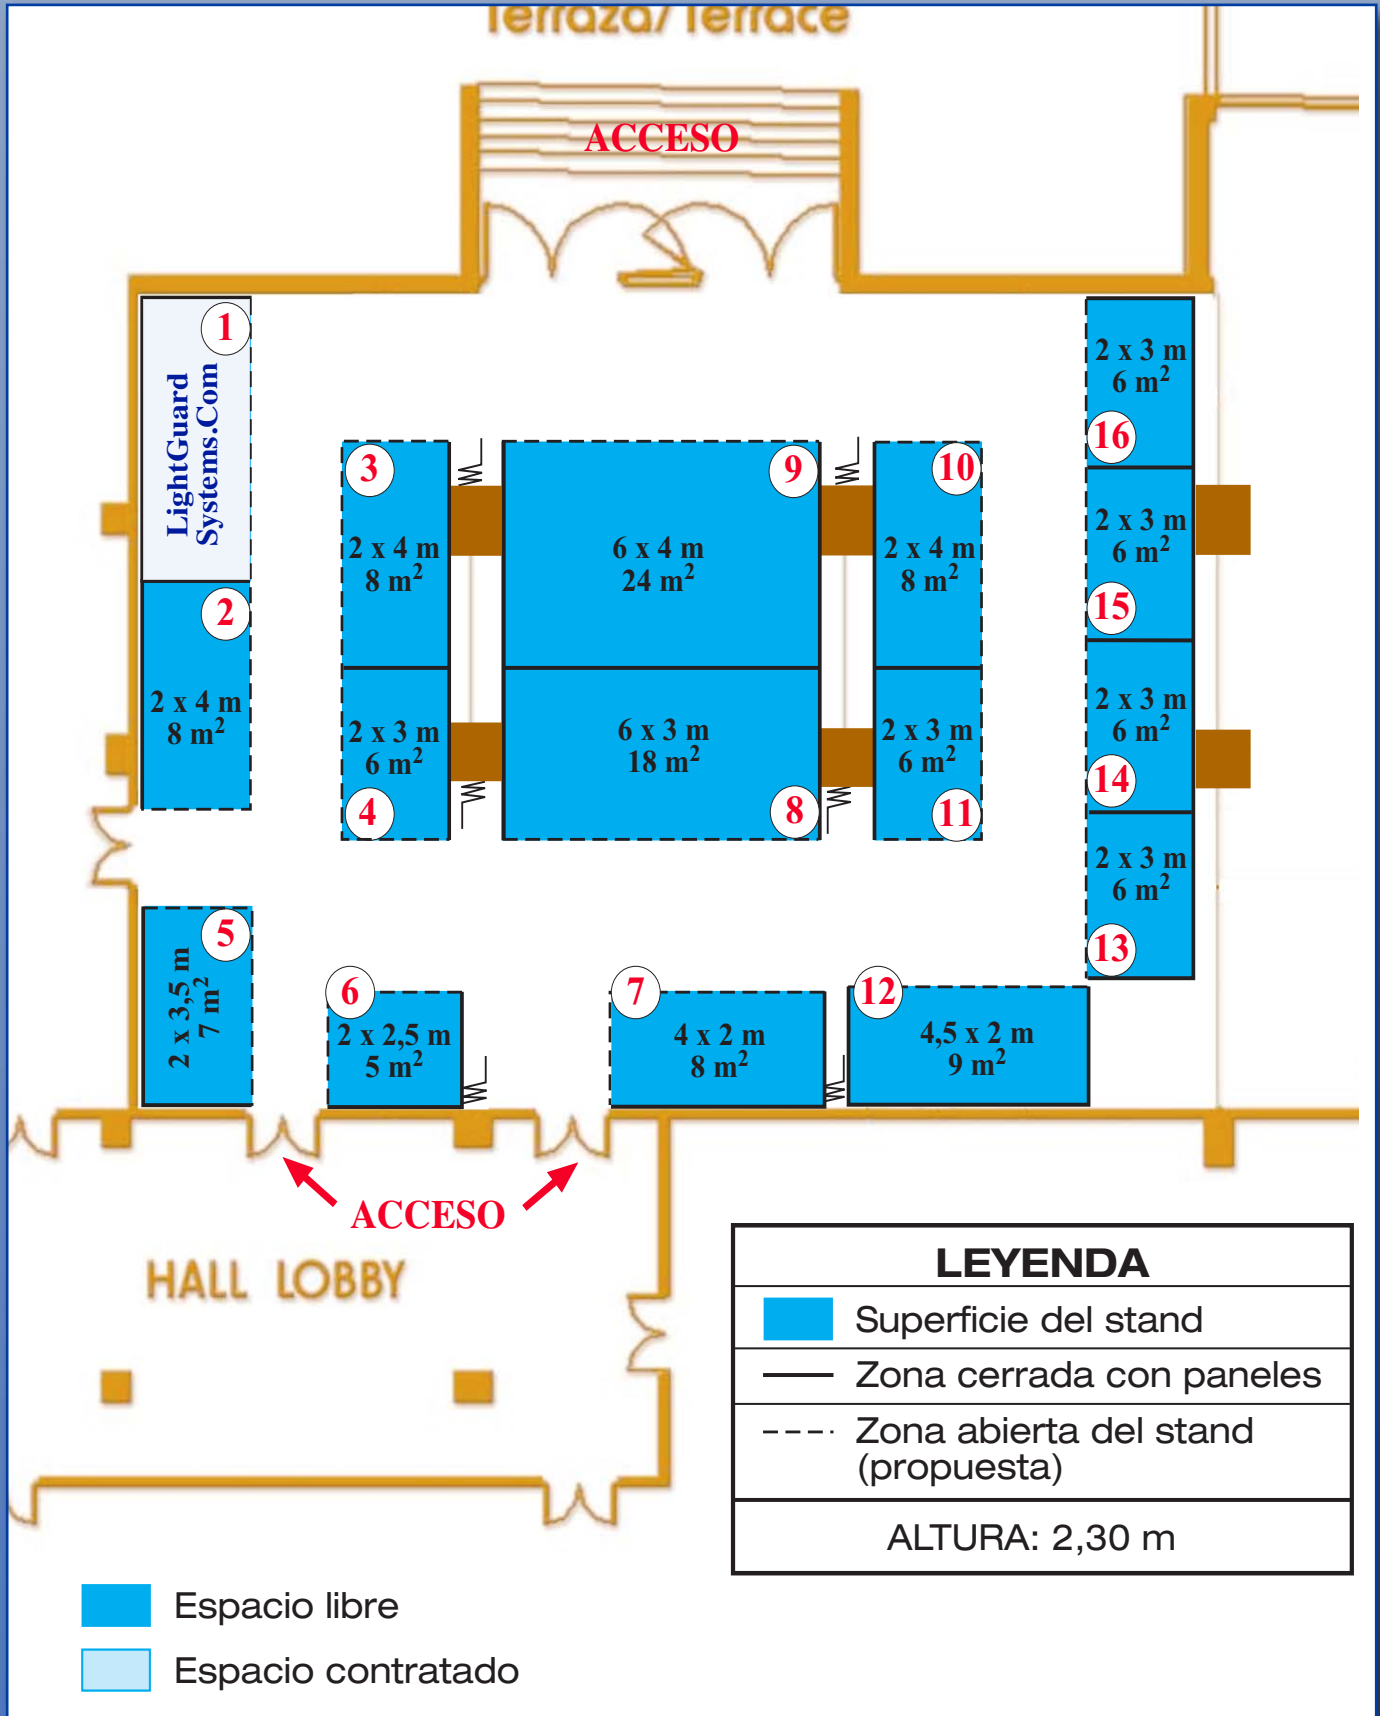 Terraza/Terrace
ACCESO
1
LightGuard
Systems.Com
2
2 x 4 m
8 m²
3
2 x 4 m
8 m²
2 x 3 m
6 m²
4
9
6 x 4 m
24 m²
6 x 3 m
18 m²
8
10
2 x 4 m
8 m²
2 x 3 m
6 m²
11
2 x 3 m
6 m²
16
2 x 3 m
6 m²
15
2 x 3 m
6 m²
14
2 x 3 m
6 m²
13
5
2 x 3,5 m
7 m²
6
2 x 2,5 m
5 m²
7
4 x 2 m
8 m²
12
4,5 x 2 m
9 m²
ACCESO
HALL LOBBY
LEYENDA
Superficie del stand
Zona cerrada con paneles
Zona abierta del stand
(propuesta)
ALTURA: 2,30 m
Espacio libre
Espacio contratado